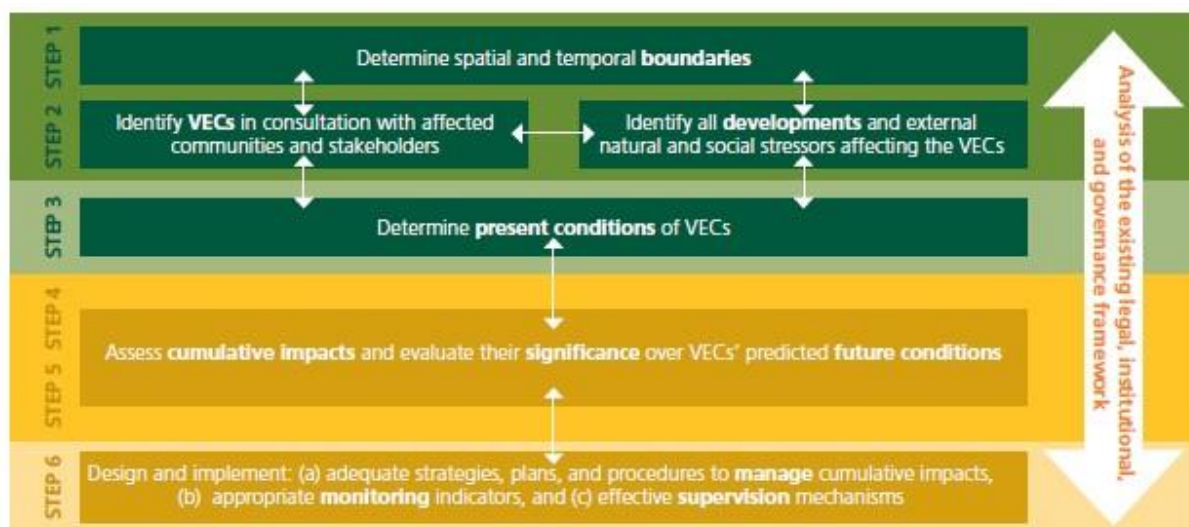 STEP 1
Determine spatial and temporal boundaries
STEP 2
Identify VECs in consultation with affected
communities and stakeholders
Identify all developments and external
natural and social stressors affecting the VECs
STEP 3
Determine present conditions of VECs
STEP 4
STEP 5
Assess cumulative impacts and evaluate their significance over VECs' predicted future conditions
STEP 6
Design and implement: (a) adequate strategies, plans, and procedures to manage cumulative impacts,
(b) appropriate monitoring indicators, and (c) effective supervision mechanisms
Analysis of the existing legal, institutional,
and governance framework